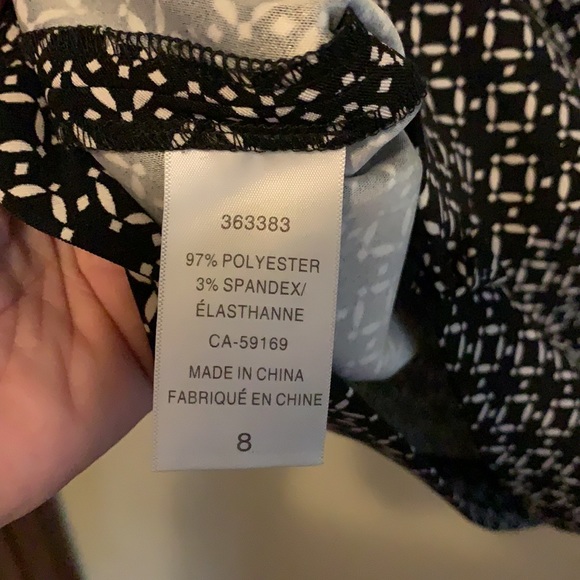 363383
97% POLYESTER
3% SPANDEX/
ÉLASTHANNE
CA-59169
MADE IN CHINA
FABRIQUÉ EN CHINE
8